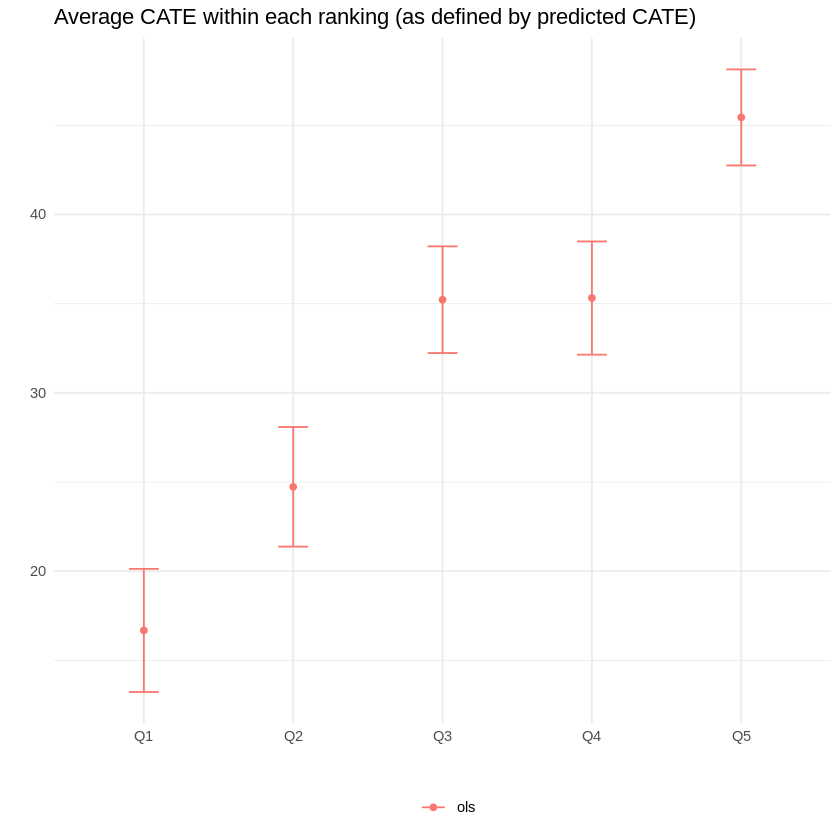 Average CATE within each ranking (as defined by predicted CATE)
40
30
20
Q1 Q2 Q3 Q4 Q5
ols